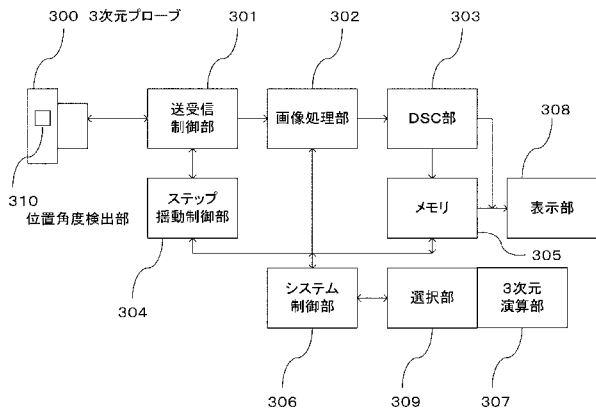 300 3次元プローブ
301
302
303
送受信
制御部
画像処理部
DSC部
308
310
位置角度検出部
ステップ
揺動制御部
メモリ
表示部
305
304
システム
制御部
選択部
3次元
演算部
306
309
307